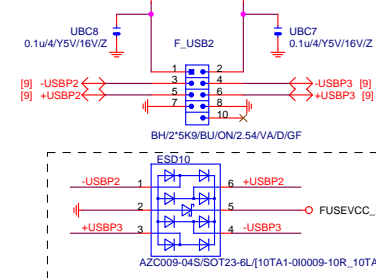 UBC8
0.1u/4/Y5V/16V/Z
F_USB2
UBC7
0.1u/4/Y5V/16V/Z
1 2
[9] -USBP2 3 4 -USBP3 [9]
[9] +USBP2 5 6 +USBP3 [9]
7 8
10
BH/2*5K9/BU/ON/2.54/VA/D/GF
ESD10
-USBP2 1 6 +USBP2
2 5 FUSEVCC_
+USBP3 3 4 -USBP3
AZC009-04S/SOT23-6L/[10TA1-0I0009-10R_10TA